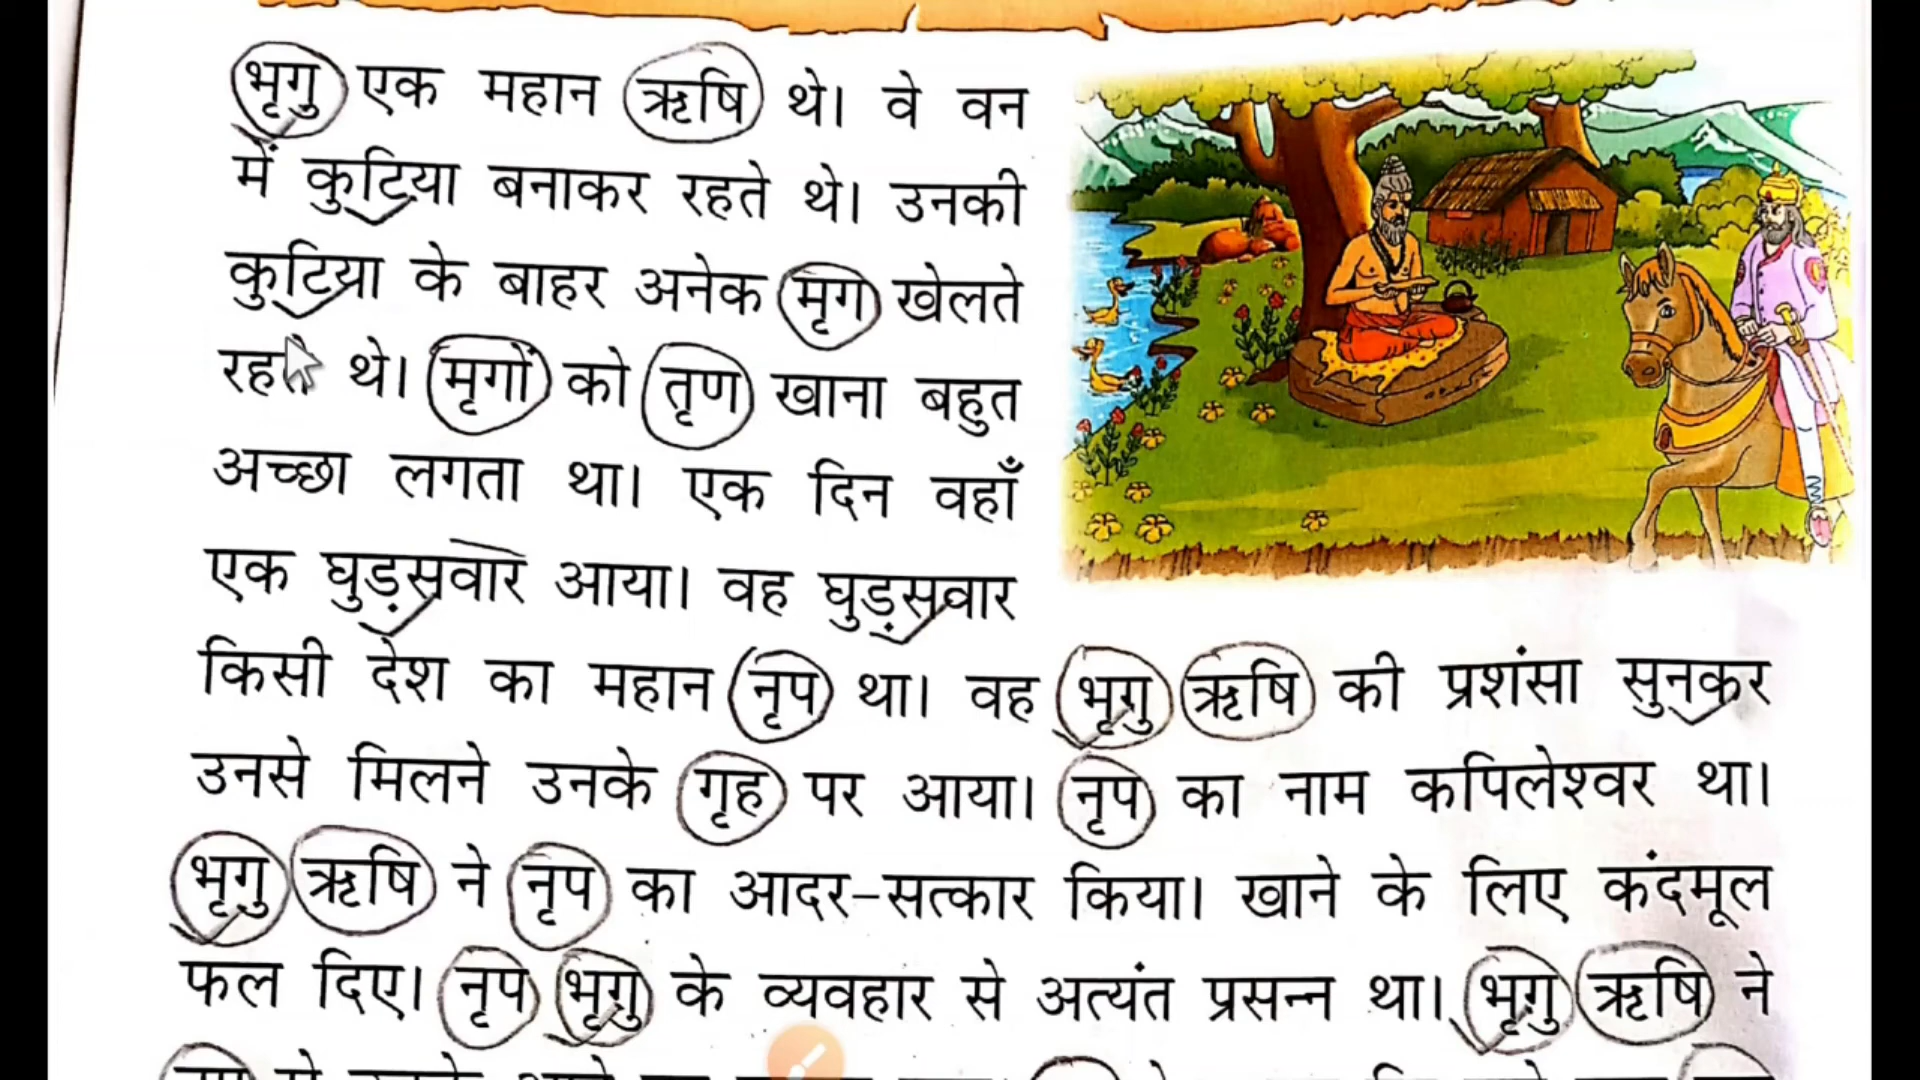 भृगु एक महान ऋषि थे। वे वन
में कुटिया बनाकर रहते थे। उनकी
कुटिया के बाहर अनेक मृग खेलते
रहते थे। मृगों को तृण खाना बहुत
अच्छा लगता था। एक दिन वहाँ
एक घुड़सवार आया। वह घुड़सवार
किसी देश का महान नृप था। वह भृगु ऋषि की प्रशंसा सुनकर
उनसे मिलने उनके गृह पर आया। नृप का नाम कपिलेश्वर था।
भृगु ऋषि ने नृप का आदर-सत्कार किया। खाने के लिए कंदमूल
फल दिए। नृप भृगु के व्यवहार से अत्यंत प्रसन्न था। भृगु ऋषि ने